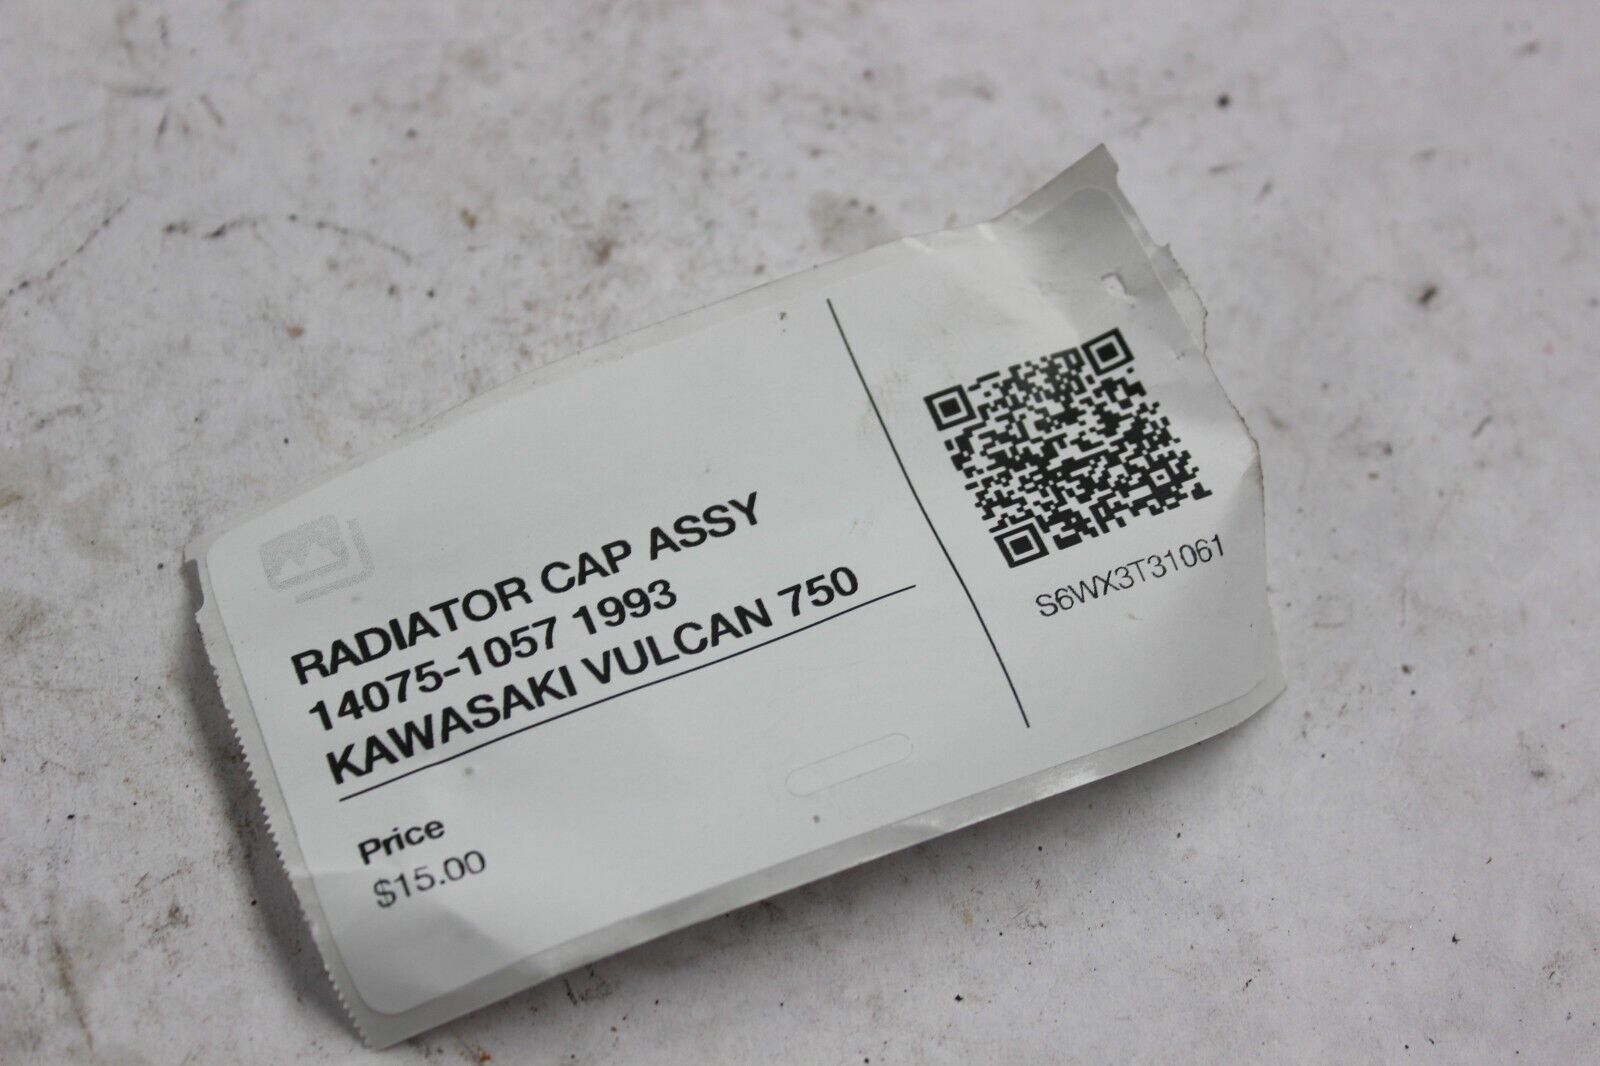 RADIATOR CAP ASSY
14075-1057 1993
KAWASAKI VULCAN 750
Price
$15.00
S6WX3T31061